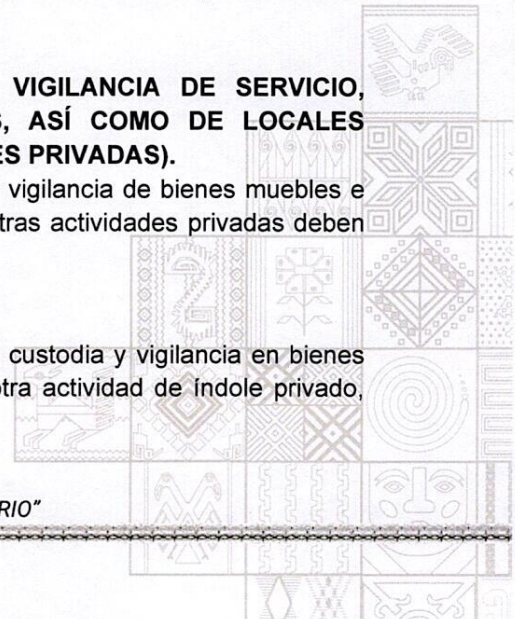 VIGILANCIA DE SERVICIO,
, ASÍ COMO DE LOCALES
ES PRIVADAS).
vigilancia de bienes muebles e
tras actividades privadas deben
custodia y vigilancia en bienes
otra actividad de índole privado,
RIO"